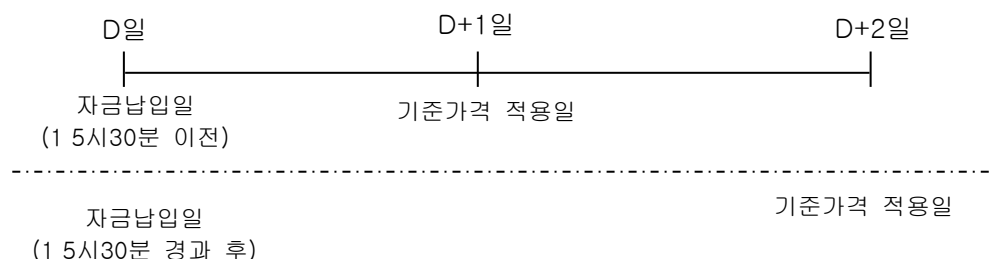 D일 D+1일 D+2일
자금납입일 기준가격 적용일
(1 5시30분 이전)
자금납입일 기준가격 적용일
(1 5시30분 경과 후)